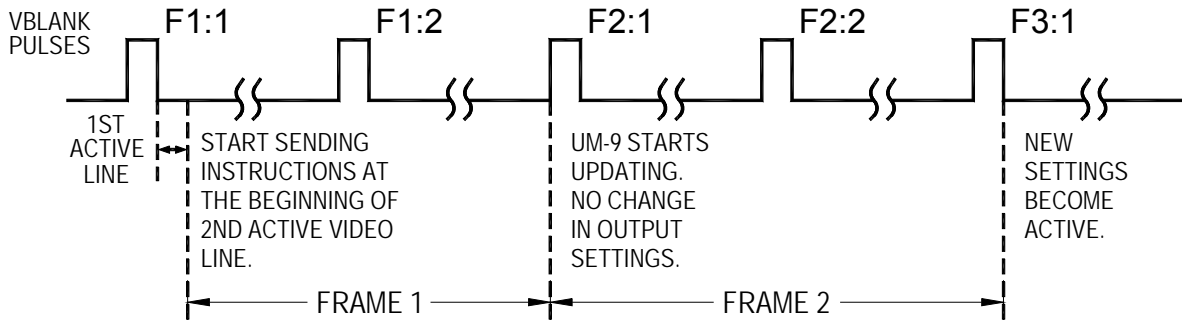 VBLANK
PULSES
F1:1
F1:2
F2:1
F2:2
F3:1
1ST
ACTIVE
LINE
START SENDING
INSTRUCTIONS AT
THE BEGINNING OF
2ND ACTIVE VIDEO
LINE.
UM-9 STARTS
UPDATING.
NO CHANGE
IN OUTPUT
SETTINGS.
NEW
SETTINGS
BECOME
ACTIVE.
FRAME 1
FRAME 2